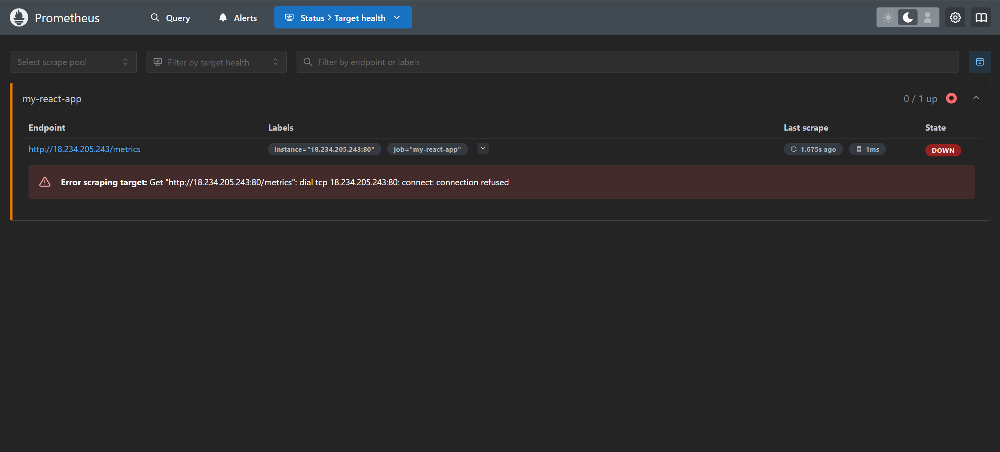 Prometheus Query Alerts Status > Target health
Select scrape pool Filter by target health Filter by endpoint or labels
my-react-app 0 / 1 up
Endpoint Labels Last scrape State
http://18.234.205.243/metrics instance="18.234.205.243:80" job="my-react-app" 1.675s ago 1ms DOWN
Error scraping target: Get "http://18.234.205.243:80/metrics": dial tcp 18.234.205.243:80: connect: connection refused